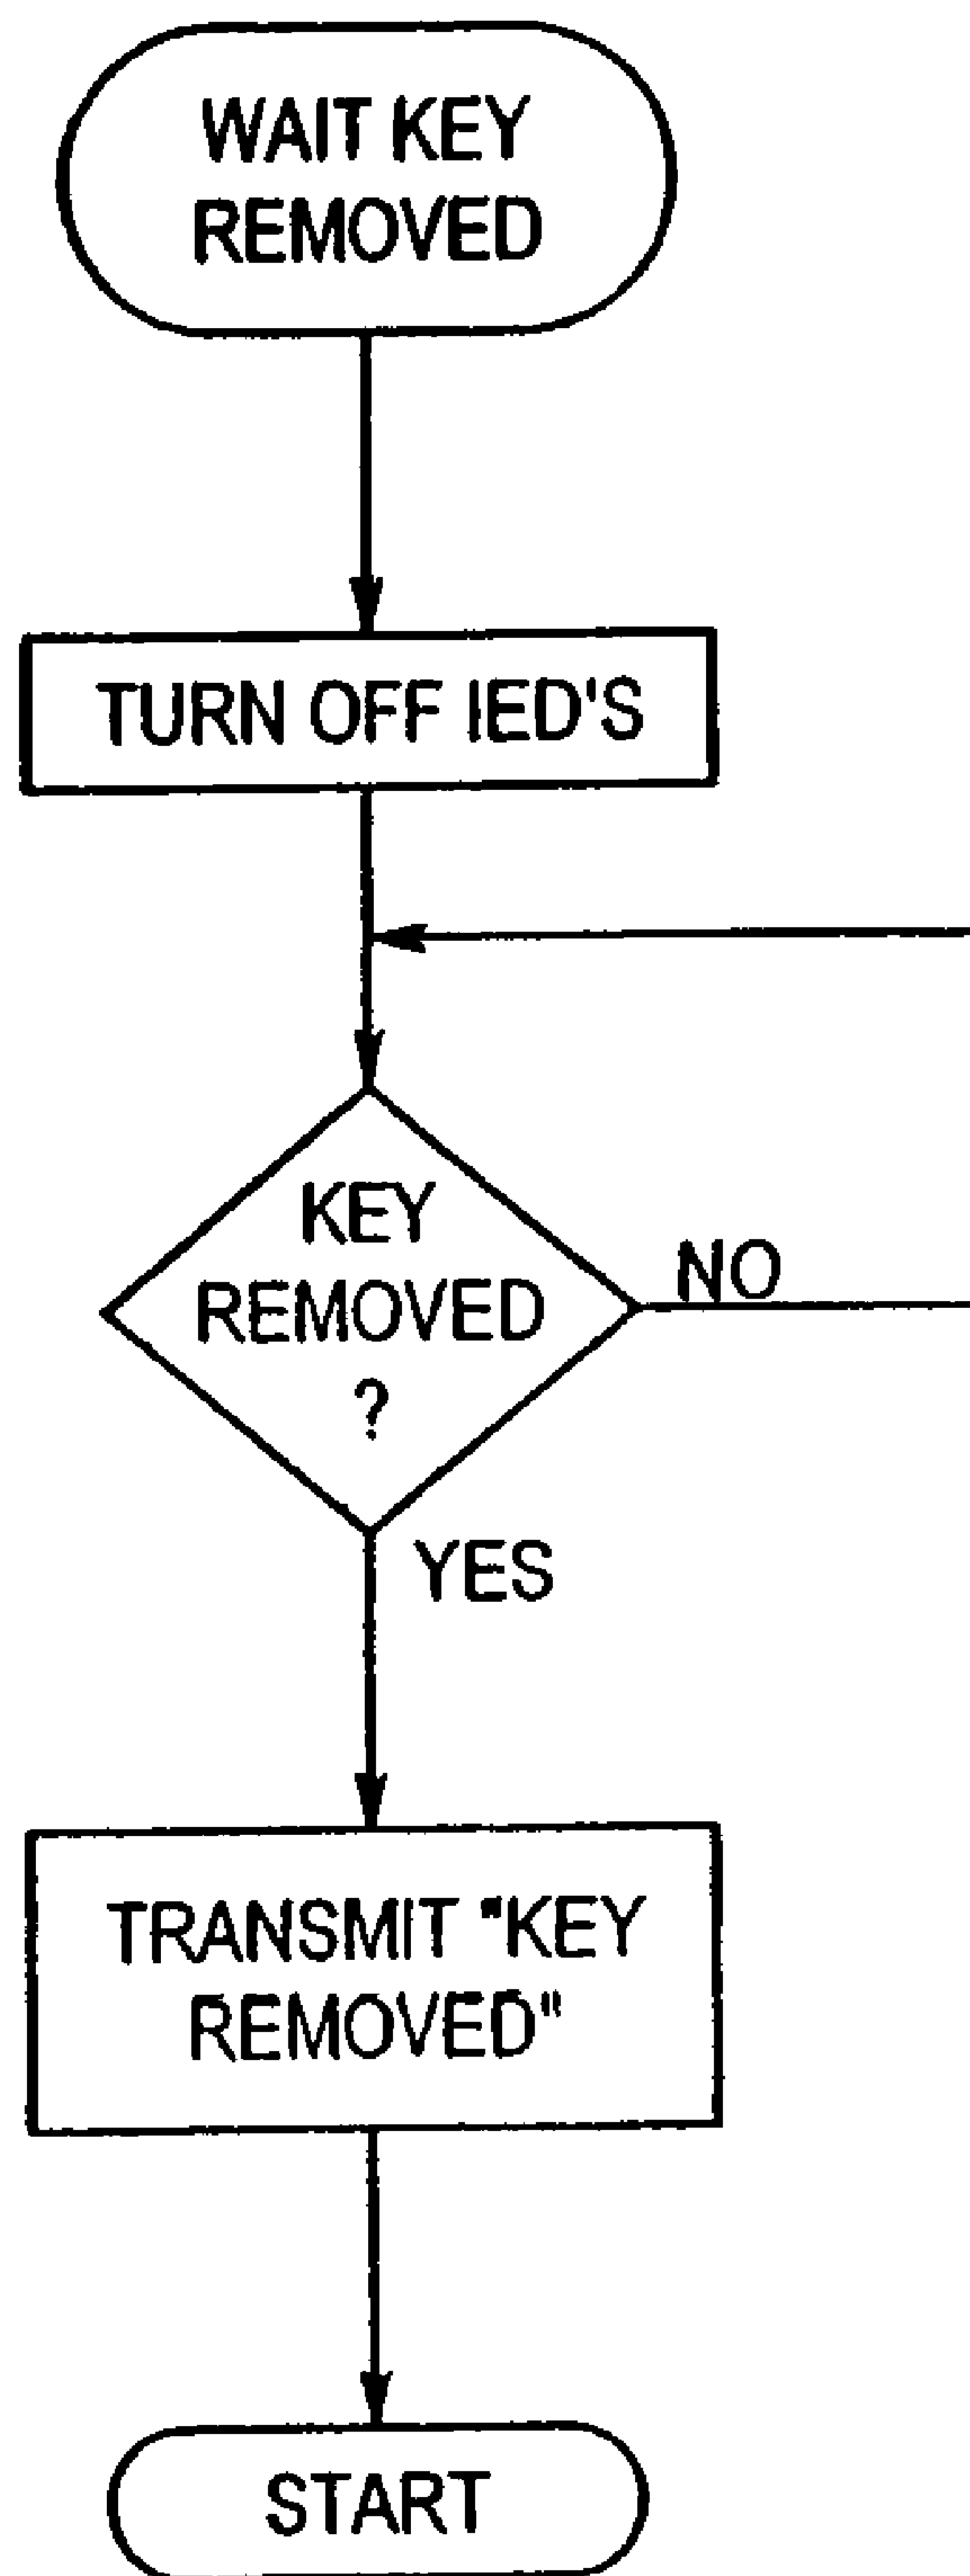 WAIT KEY
REMOVED
TURN OFF IED'S
KEY
REMOVED
?
NO
YES
TRANSMIT "KEY
REMOVED"
START